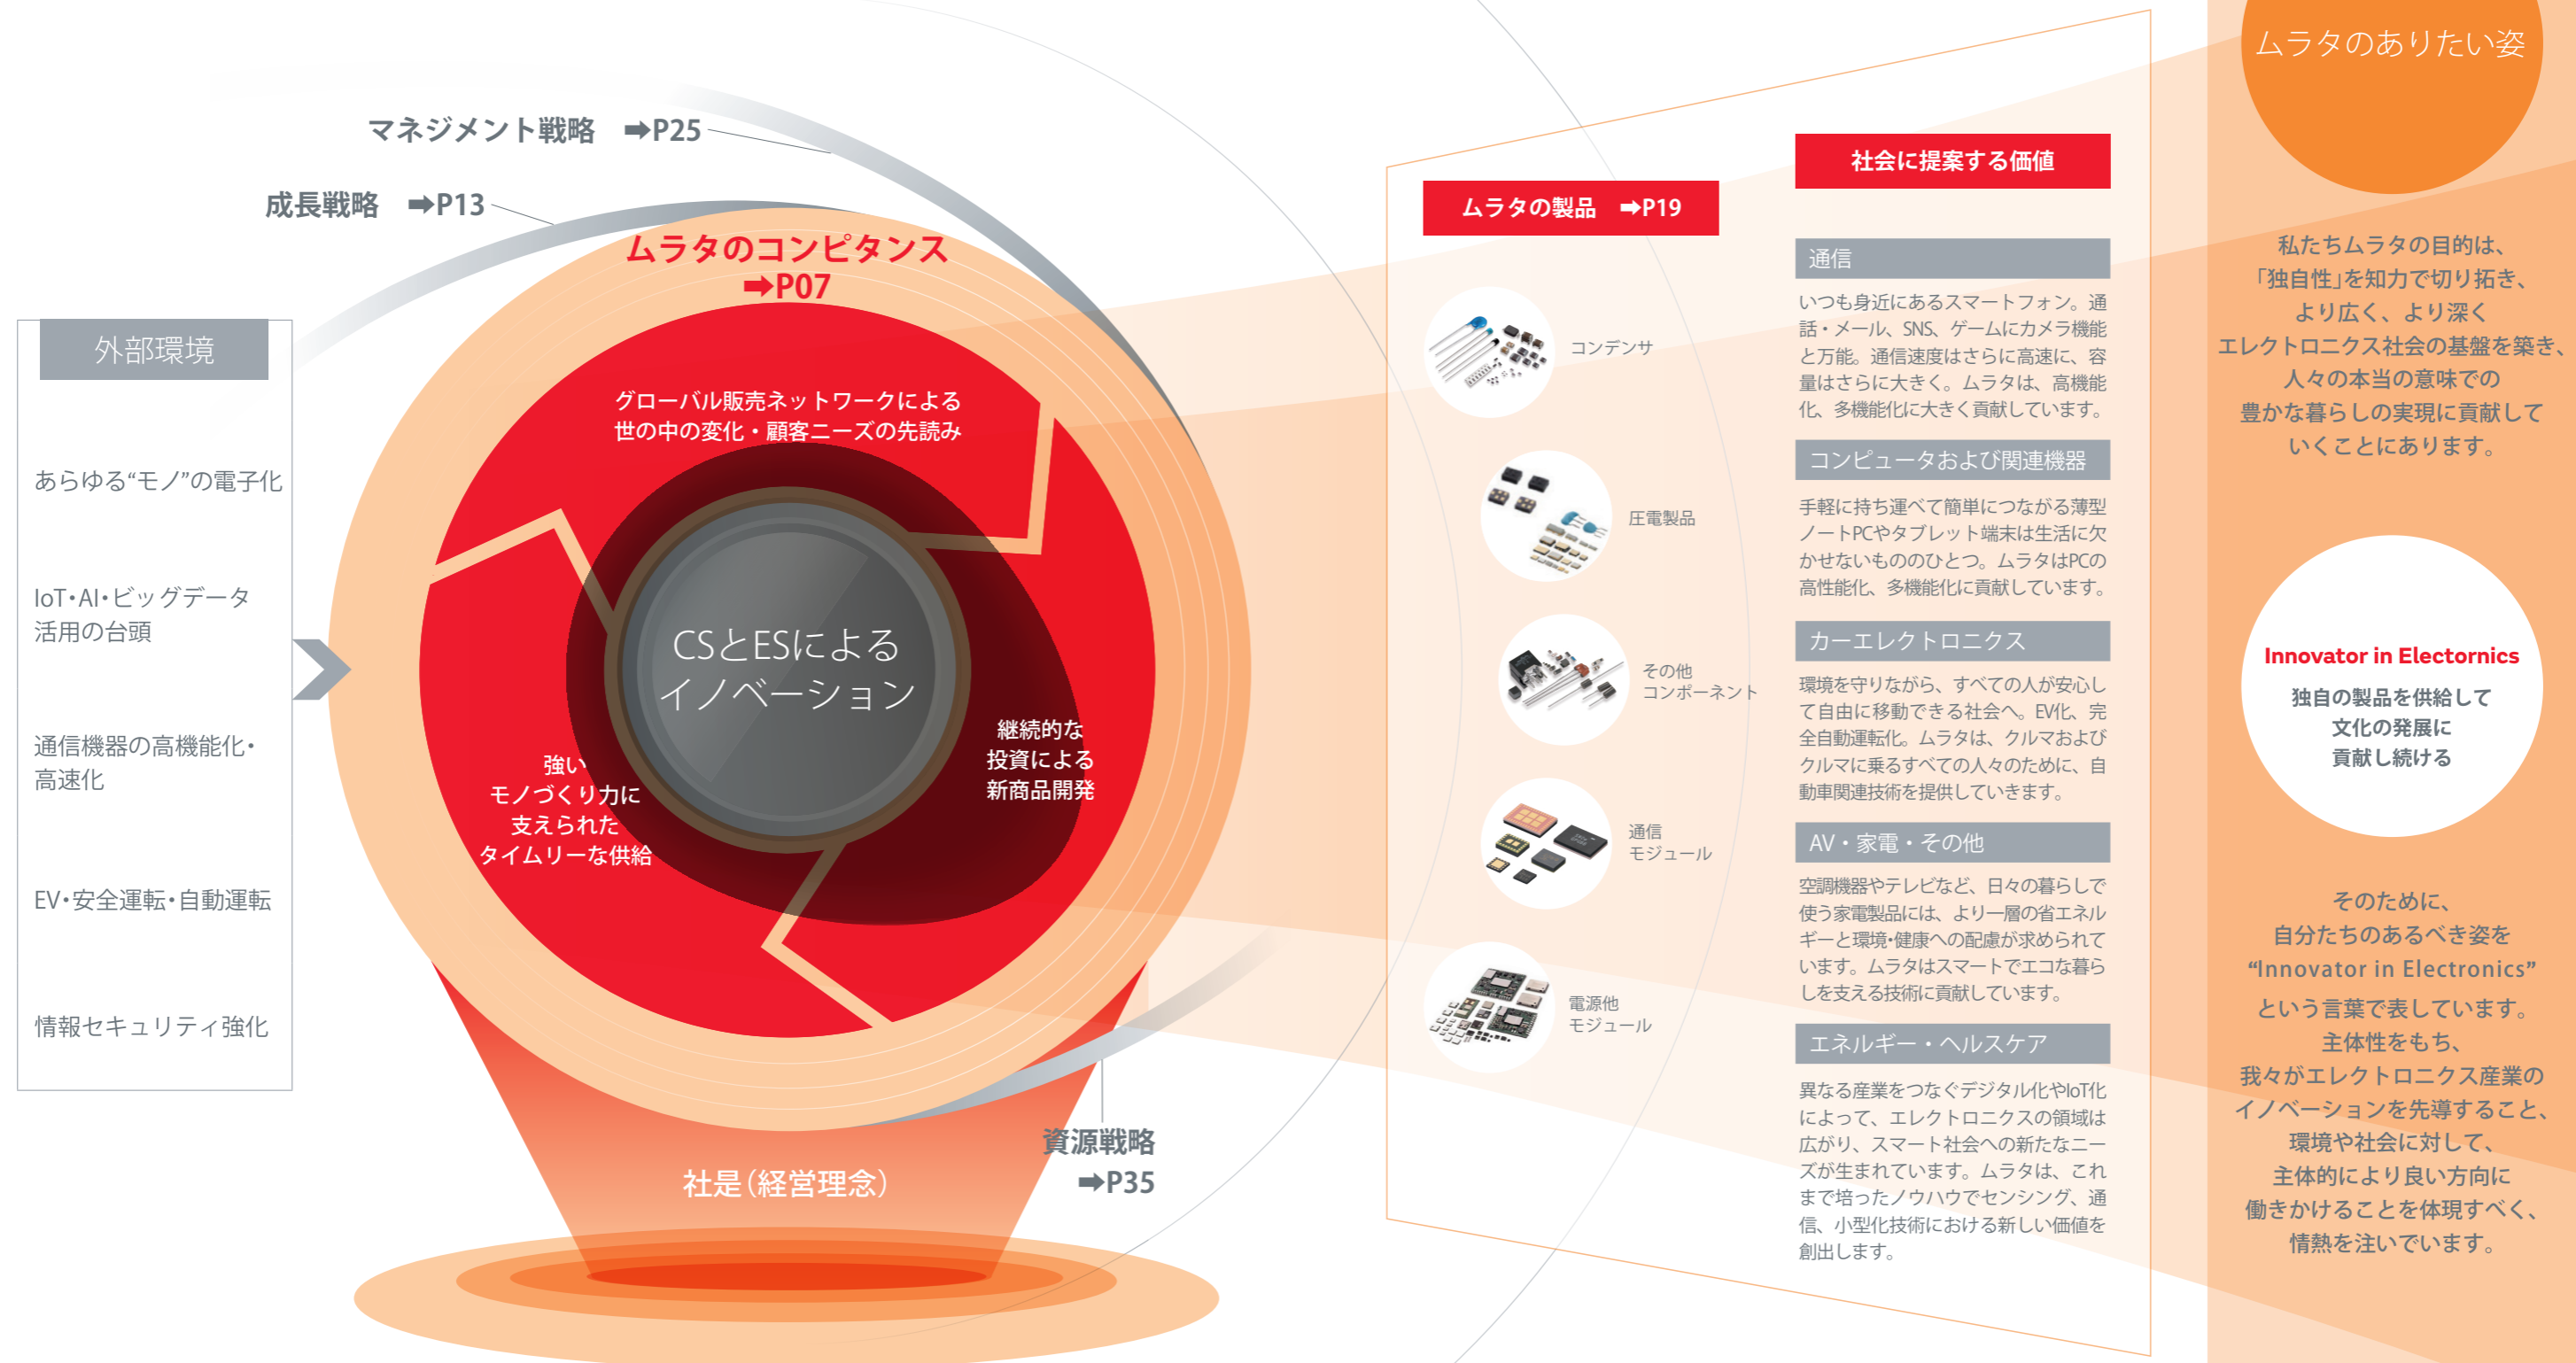 マネジメント戦略 ➡P25
成長戦略 ➡P13
外部環境
あらゆる“モノ”の電子化
IoT・AI・ビッグデータ
活用の台頭
通信機器の高機能化・
高速化
EV・安全運転・自動運転
情報セキュリティ強化
ムラタのコンピタンス
➡P07
グローバル販売ネットワークによる
世の中の変化・顧客ニーズの先読み
CSとESによる
イノベーション
継続的な
投資による
新商品開発
強い
モノづくり力に
支えられた
タイムリーな供給
資源戦略
➡P35
社是(経営理念)
ムラタの製品 ➡P19
コンデンサ
圧電製品
その他
コンポーネント
通信
モジュール
電源他
モジュール
社会に提案する価値
通信
いつも身近にあるスマートフォン。通
話・メール、SNS、ゲームにカメラ機能
と万能。通信速度はさらに高速に、容
量はさらに大きく。ムラタは、高機能
化、多機能化に大きく貢献しています。
コンピュータおよび関連機器
手軽に持ち運べて簡単につながる薄型
ノートPCやタブレット端末は生活に欠
かせないもののひとつ。ムラタはPCの
高性能化、多機能化に貢献しています。
カーエレクトロニクス
環境を守りながら、すべての人が安心し
て自由に移動できる社会へ。EV化、完
全自動運転化。ムラタは、クルマおよび
クルマに乗るすべての人々のために、自
動車関連技術を提供していきます。
AV・家電・その他
空調機器やテレビなど、日々の暮らしで
使う家電製品には、より一層の省エネル
ギーと環境・健康への配慮が求められて
います。ムラタはスマートでエコな暮ら
しを支える技術に貢献しています。
エネルギー・ヘルスケア
異なる産業をつなぐデジタル化やIoT化
によって、エレクトロニクスの領域は
広がり、スマート社会への新たなニー
ズが生まれています。ムラタは、これ
まで培ったノウハウでセンシング、通
信、小型化技術における新しい価値を
創出します。
ムラタのありたい姿
私たちムラタの目的は、
「独自性」を知力で切り拓き、
より広く、より深く
エレクトロニクス社会の基盤を築き、
人々の本当の意味での
豊かな暮らしの実現に貢献して
いくことにあります。
Innovator in Electornics
独自の製品を供給して
文化の発展に
貢献し続ける
そのために、
自分たちのあるべき姿を
“Innovator in Electronics”
という言葉で表しています。
主体性をもち、
我々がエレクトロニクス産業の
イノベーションを先導すること、
環境や社会に対して、
主体的により良い方向に
働きかけることを体現すべく、
情熱を注いでいます。